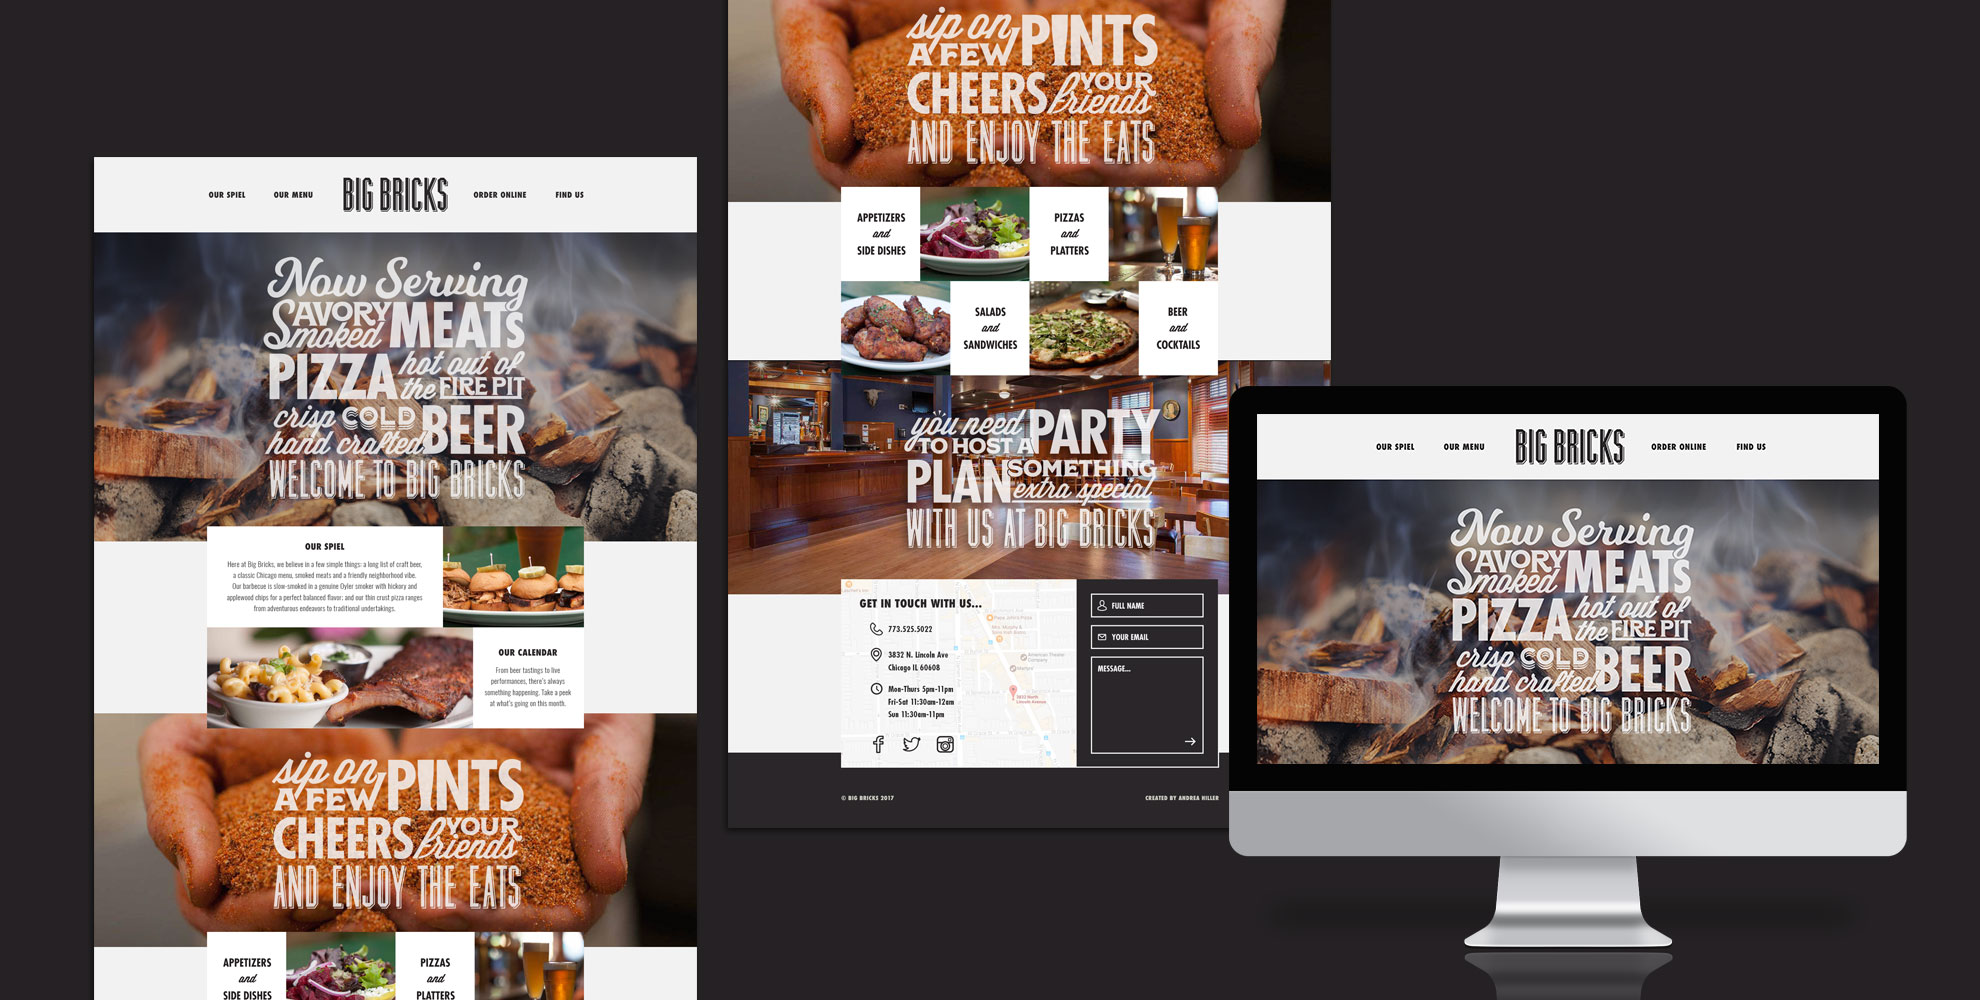 OUR SPIEL OUR MENU BIG BRICKS ORDER ONLINE FIND US
Now Serving
SAVORY
Smoked MEATS
PIZZA hot out of
the FIRE PIT
crisp COLD
hand crafted BEER
WELCOME TO BIG BRICKS
OUR SPIEL
Here at Big Bricks, we believe in a few simple things: a long list of craft beer,
a classic Chicago menu, smoked meats and a friendly neighborhood vibe.
Our barbecue is slow-smoked in a genuine Oyler smoker with hickory and
applewood chips for a perfect balanced flavor; and our thin crust pizza ranges
from adventurous endeavors to traditional undertakings.
OUR CALENDAR
From beer tastings to live
performances, there's always
something happening. Take a peek
at what's going on this month.
sip on
A FEW PINTS
CHEERS YOUR
friends
AND ENJOY THE EATS
APPETIZERS
and
SIDE DISHES
PIZZAS
and
PLATTERS
sip on
A FEW PINTS
CHEERS YOUR
friends
AND ENJOY THE EATS
APPETIZERS
and
SIDE DISHES
PIZZAS
and
PLATTERS
SALADS
and
SANDWICHES
BEER
and
COCKTAILS
you need
TO HOST A PARTY
PLAN SOMETHING
extra special
WITH US AT BIG BRICKS
GET IN TOUCH WITH US...
773.525.5022
3832 N. Lincoln Ave
Chicago IL 60608
Mon-Thurs 5pm-11pm
Fri-Sat 11:30am-12am
Sun 11:30am-11pm
American Theater
Company
3832 North
Lincoln Avenue
FULL NAME
YOUR EMAIL
MESSAGE...
© BIG BRICKS 2017
CREATED BY ANDREA HILLER
OUR SPIEL OUR MENU BIG BRICKS ORDER ONLINE FIND US
Now Serving
SAVORY
Smoked MEATS
PIZZA hot out of
the FIRE PIT
crisp COLD
hand crafted BEER
WELCOME TO BIG BRICKS